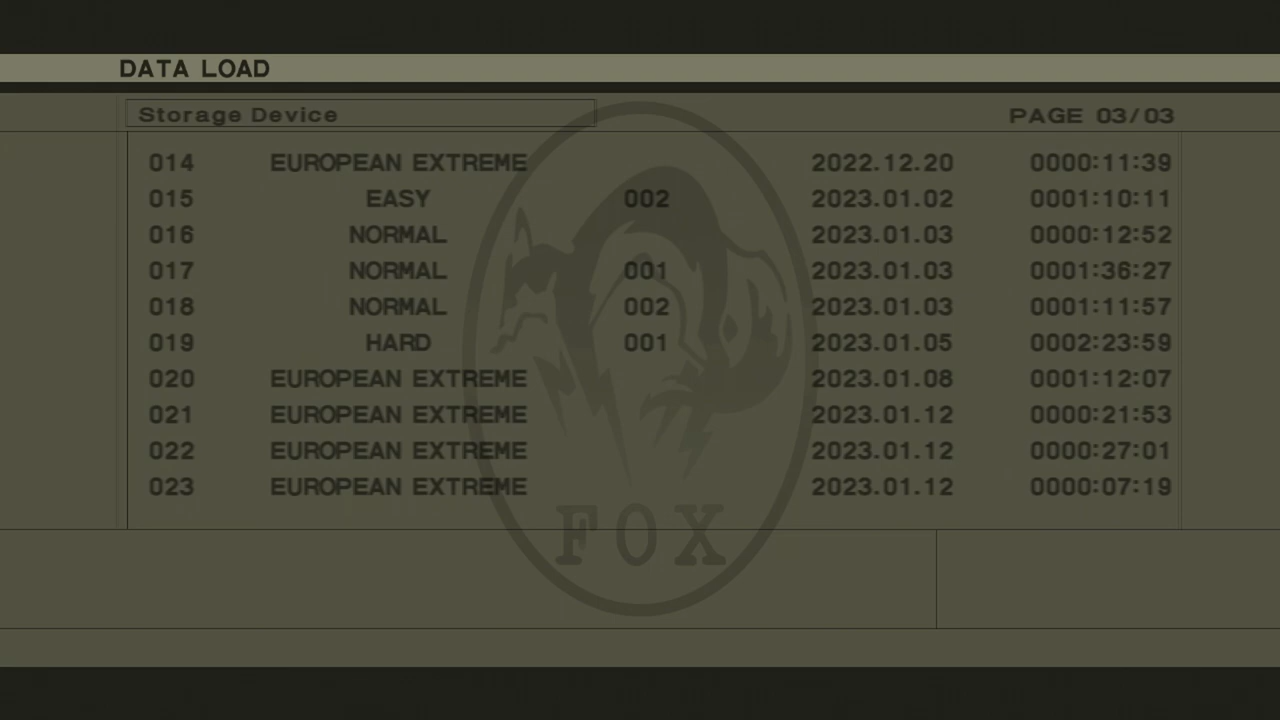 DATA LOAD
Storage Device PAGE 03/03
014 EUROPEAN EXTREME 2022.12.20 0000:11:39
015 EASY 002 2023.01.02 0001:10:11
016 NORMAL 2023.01.03 0000:12:52
017 NORMAL 001 2023.01.03 0001:36:27
018 NORMAL 002 2023.01.03 0001:11:57
019 HARD 001 2023.01.05 0002:23:59
020 EUROPEAN EXTREME 2023.01.08 0001:12:07
021 EUROPEAN EXTREME 2023.01.12 0000:21:53
022 EUROPEAN EXTREME 2023.01.12 0000:27:01
023 EUROPEAN EXTREME 2023.01.12 0000:07:19
FOX